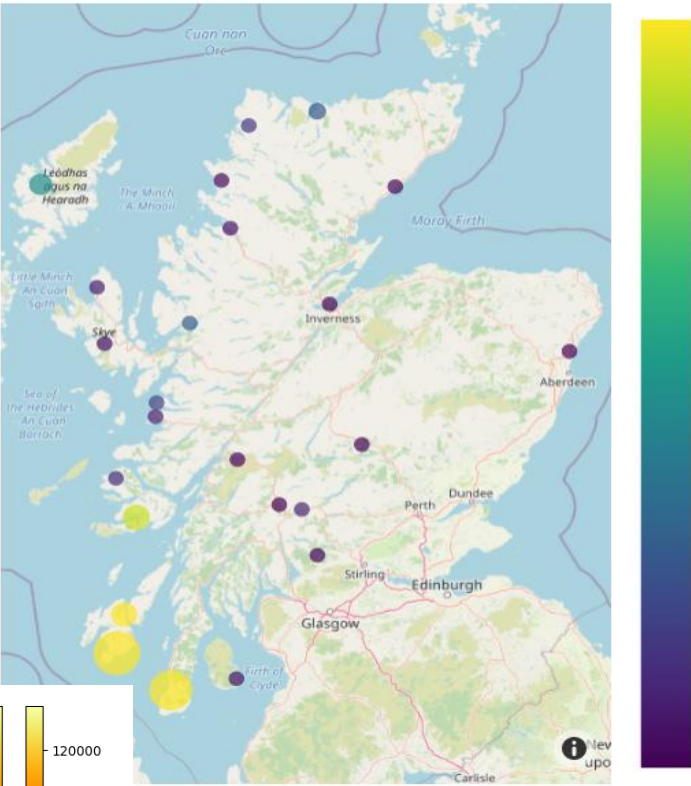 Cuan nan
Orc
Leòdhas
agus na
Hearadh
The Minch
A' Mhaoil
Moray Firth
Little Minch
An Cuan
Sgìth
Inverness
Skye
Aberdeen
Sea of
the Hebrides
An Cuan
Barrach
Dundee
Perth
Stirling
Edinburgh
Glasgow
Firth of
Clyde
120000
New
upo
Carlisle